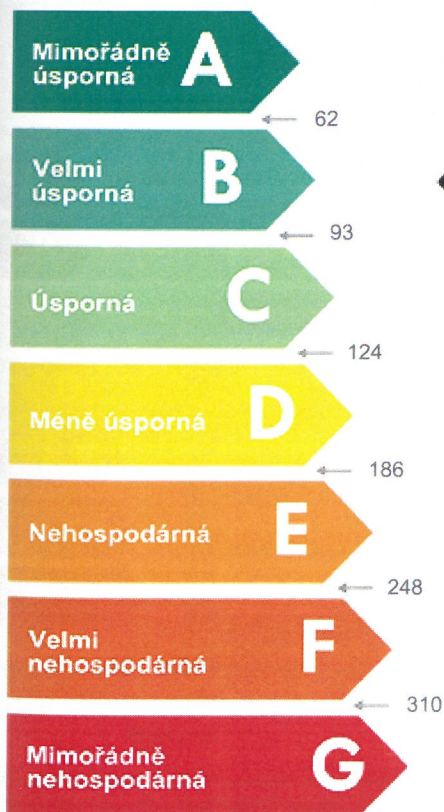 Mimořádně
úsporná
A
62
Velmi
úsporná
B
93
Úsporná
C
124
Méně úsporná
D
186
Nehospodárná
E
248
Velmi
nehospodárná
F
310
Mimořádně
nehospodárná
G